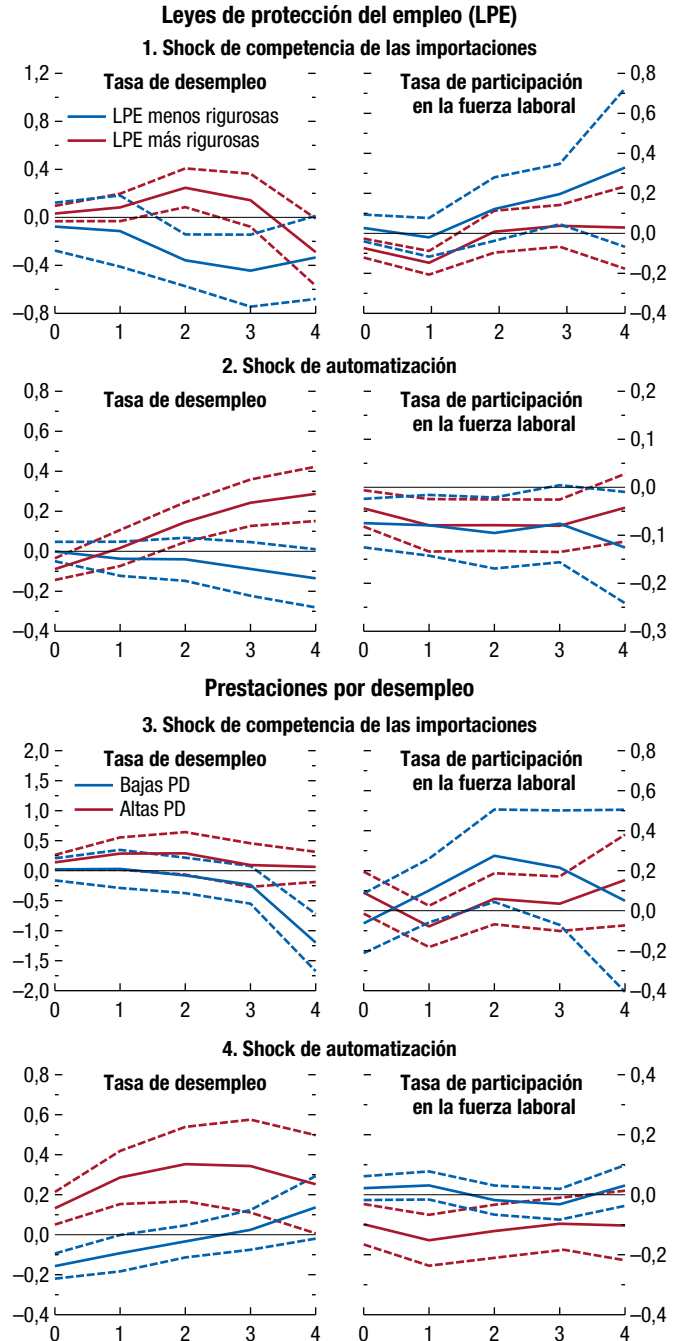 Leyes de protección del empleo (LPE)
1. Shock de competencia de las importaciones
Tasa de desempleo
LPE menos rigurosas
LPE más rigurosas
1,2
0,8
0,4
0,0
–0,4
–0,8
0 1 2 3 4
Tasa de participación
en la fuerza laboral
0,8
0,6
0,4
0,2
0,0
–0,2
–0,4
0 1 2 3 4
2. Shock de automatización
Tasa de desempleo
0,8
0,6
0,4
0,2
0,0
–0,2
–0,4
0 1 2 3 4
Tasa de participación
en la fuerza laboral
0,2
0,1
0,0
–0,1
–0,2
–0,3
0 1 2 3 4
Prestaciones por desempleo
3. Shock de competencia de las importaciones
Tasa de desempleo
Bajas PD
Altas PD
2,0
1,5
1,0
0,5
0,0
–0,5
–1,0
–1,5
–2,0
0 1 2 3 4
Tasa de participación
en la fuerza laboral
0,8
0,6
0,4
0,2
0,0
–0,2
–0,4
0 1 2 3 4
4. Shock de automatización
Tasa de desempleo
0,8
0,6
0,4
0,2
0,0
–0,2
–0,4
0 1 2 3 4
Tasa de participación
en la fuerza laboral
0,4
0,2
0,0
–0,2
–0,4
0 1 2 3 4